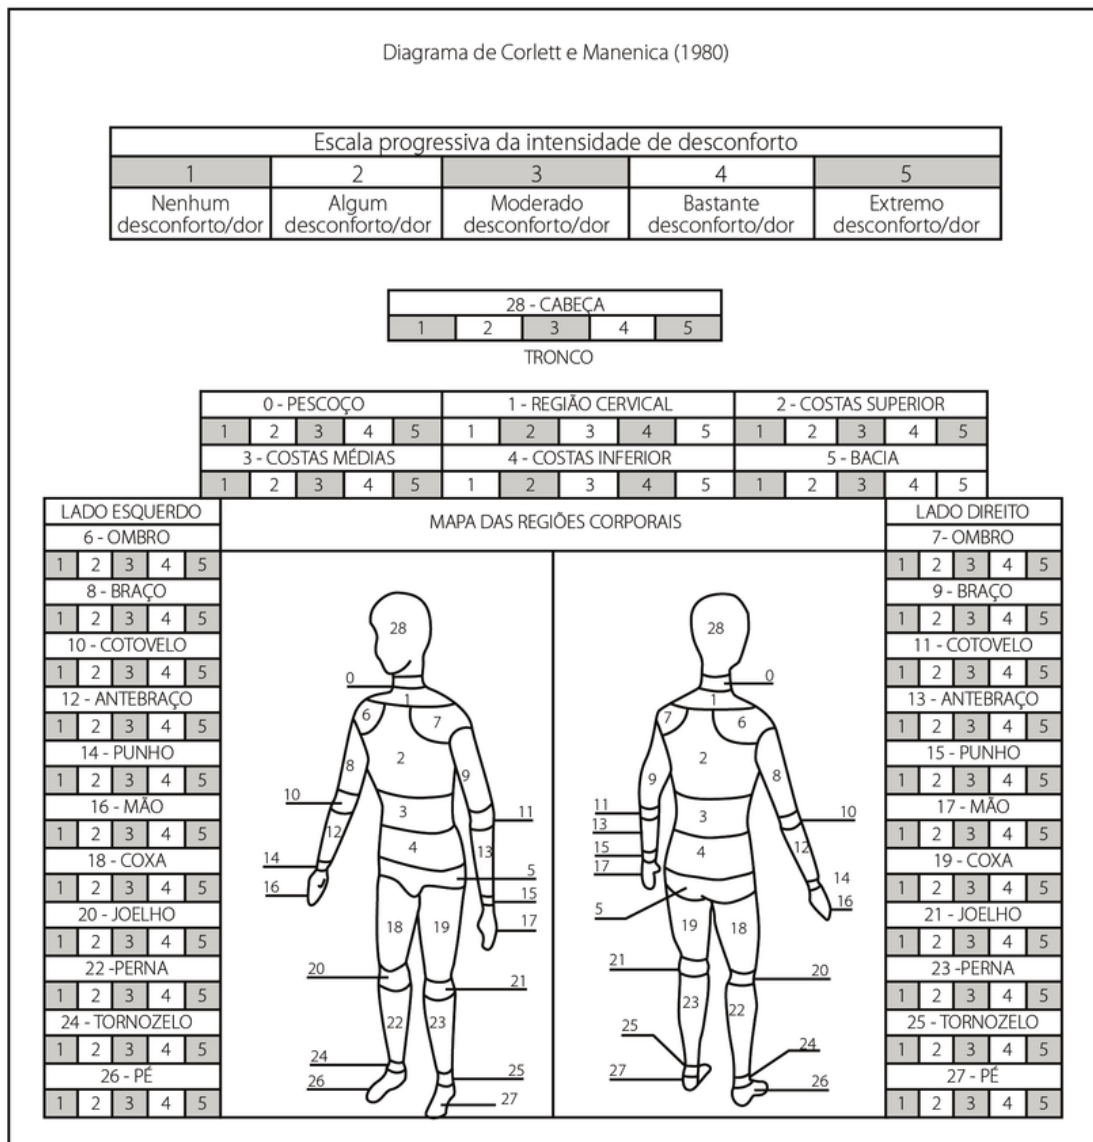 Diagrama de Corlett e Manenica (1980)
Escala progressiva da intensidade de desconforto
1 2 3 4 5
Nenhum desconforto/dor Algum desconforto/dor Moderado desconforto/dor Bastante desconforto/dor Extremo desconforto/dor
28 - CABEÇA
1 2 3 4 5
TRONCO
0 - PESCOÇO 1 - REGIÃO CERVICAL 2 - COSTAS SUPERIOR
1 2 3 4 5 1 2 3 4 5 1 2 3 4 5
3 - COSTAS MÉDIAS 4 - COSTAS INFERIOR 5 - BACIA
1 2 3 4 5 1 2 3 4 5 1 2 3 4 5
LADO ESQUERDO
6 - OMBRO
1 2 3 4 5
8 - BRAÇO
1 2 3 4 5
10 - COTOVELO
1 2 3 4 5
12 - ANTEBRAÇO
1 2 3 4 5
14 - PUNHO
1 2 3 4 5
16 - MÃO
1 2 3 4 5
18 - COXA
1 2 3 4 5
20 - JOELHO
1 2 3 4 5
22 -PERNA
1 2 3 4 5
24 - TORNOZELO
1 2 3 4 5
26 - PÉ
1 2 3 4 5
MAPA DAS REGIÕES CORPORAIS
28
0
1
6 7
2
8 9
10 3 11
12 4 13
14 5
16 15
18 19 17
20 21
22 23
24 25
26 27
28
0
1
7 6
2
9 8
11 3 10
13 12
15 4
17 14
5 16
19 18
21 20
23 22
25 24
27 26
LADO DIREITO
7- OMBRO
1 2 3 4 5
9 - BRAÇO
1 2 3 4 5
11 - COTOVELO
1 2 3 4 5
13 - ANTEBRAÇO
1 2 3 4 5
15 - PUNHO
1 2 3 4 5
17 - MÃO
1 2 3 4 5
19 - COXA
1 2 3 4 5
21 - JOELHO
1 2 3 4 5
23 -PERNA
1 2 3 4 5
25 - TORNOZELO
1 2 3 4 5
27 - PÉ
1 2 3 4 5